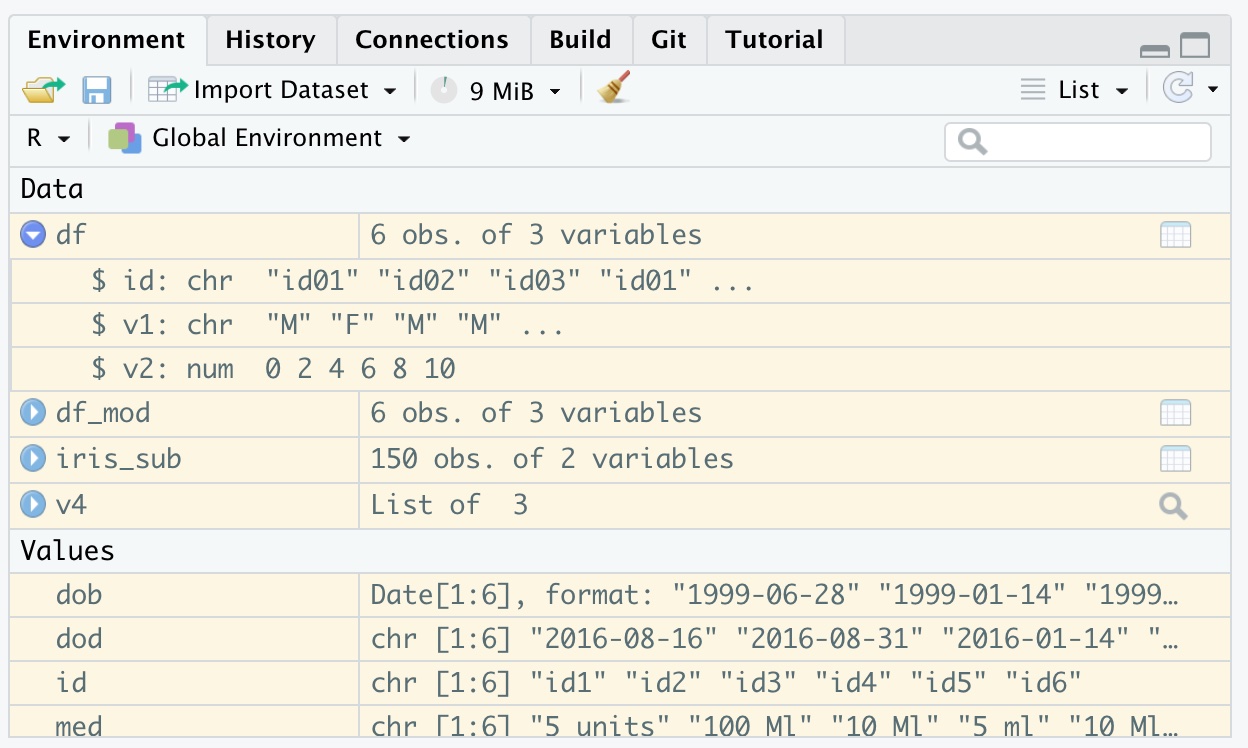 Environment History Connections Build Git Tutorial
Import Dataset 9 MiB List
R Global Environment
Data
df 6 obs. of 3 variables
$ id: chr "id01" "id02" "id03" "id01" ...
$ v1: chr "M" "F" "M" "M" ...
$ v2: num 0 2 4 6 8 10
df_mod 6 obs. of 3 variables
iris_sub 150 obs. of 2 variables
v4 List of 3
Values
dob Date[1:6], format: "1999-06-28" "1999-01-14" "1999…
dod chr [1:6] "2016-08-16" "2016-08-31" "2016-01-14" "…
id chr [1:6] "id1" "id2" "id3" "id4" "id5" "id6"
med chr [1:6] "5 units" "100 Ml" "10 Ml" "5 ml" "10 Ml…